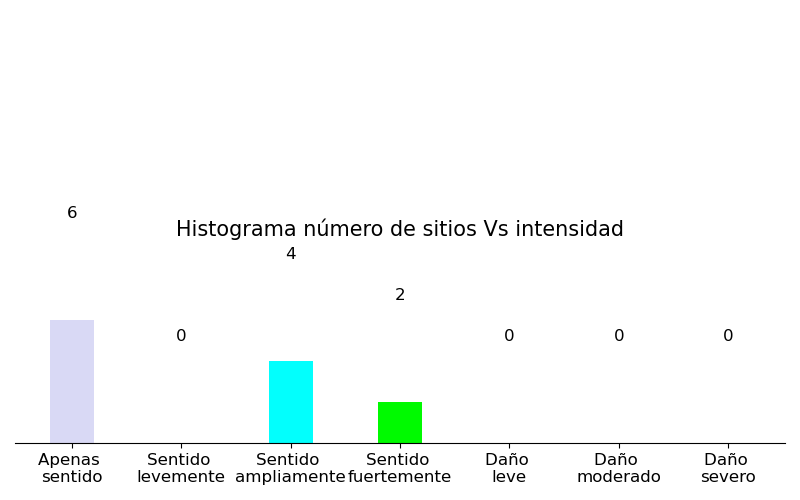 6
Histograma número de sitios Vs intensidad
4
2
0
0
0
0
Apenas
sentido
Sentido
levemente
Sentido
ampliamente
Sentido
fuertemente
Daño
leve
Daño
moderado
Daño
severo